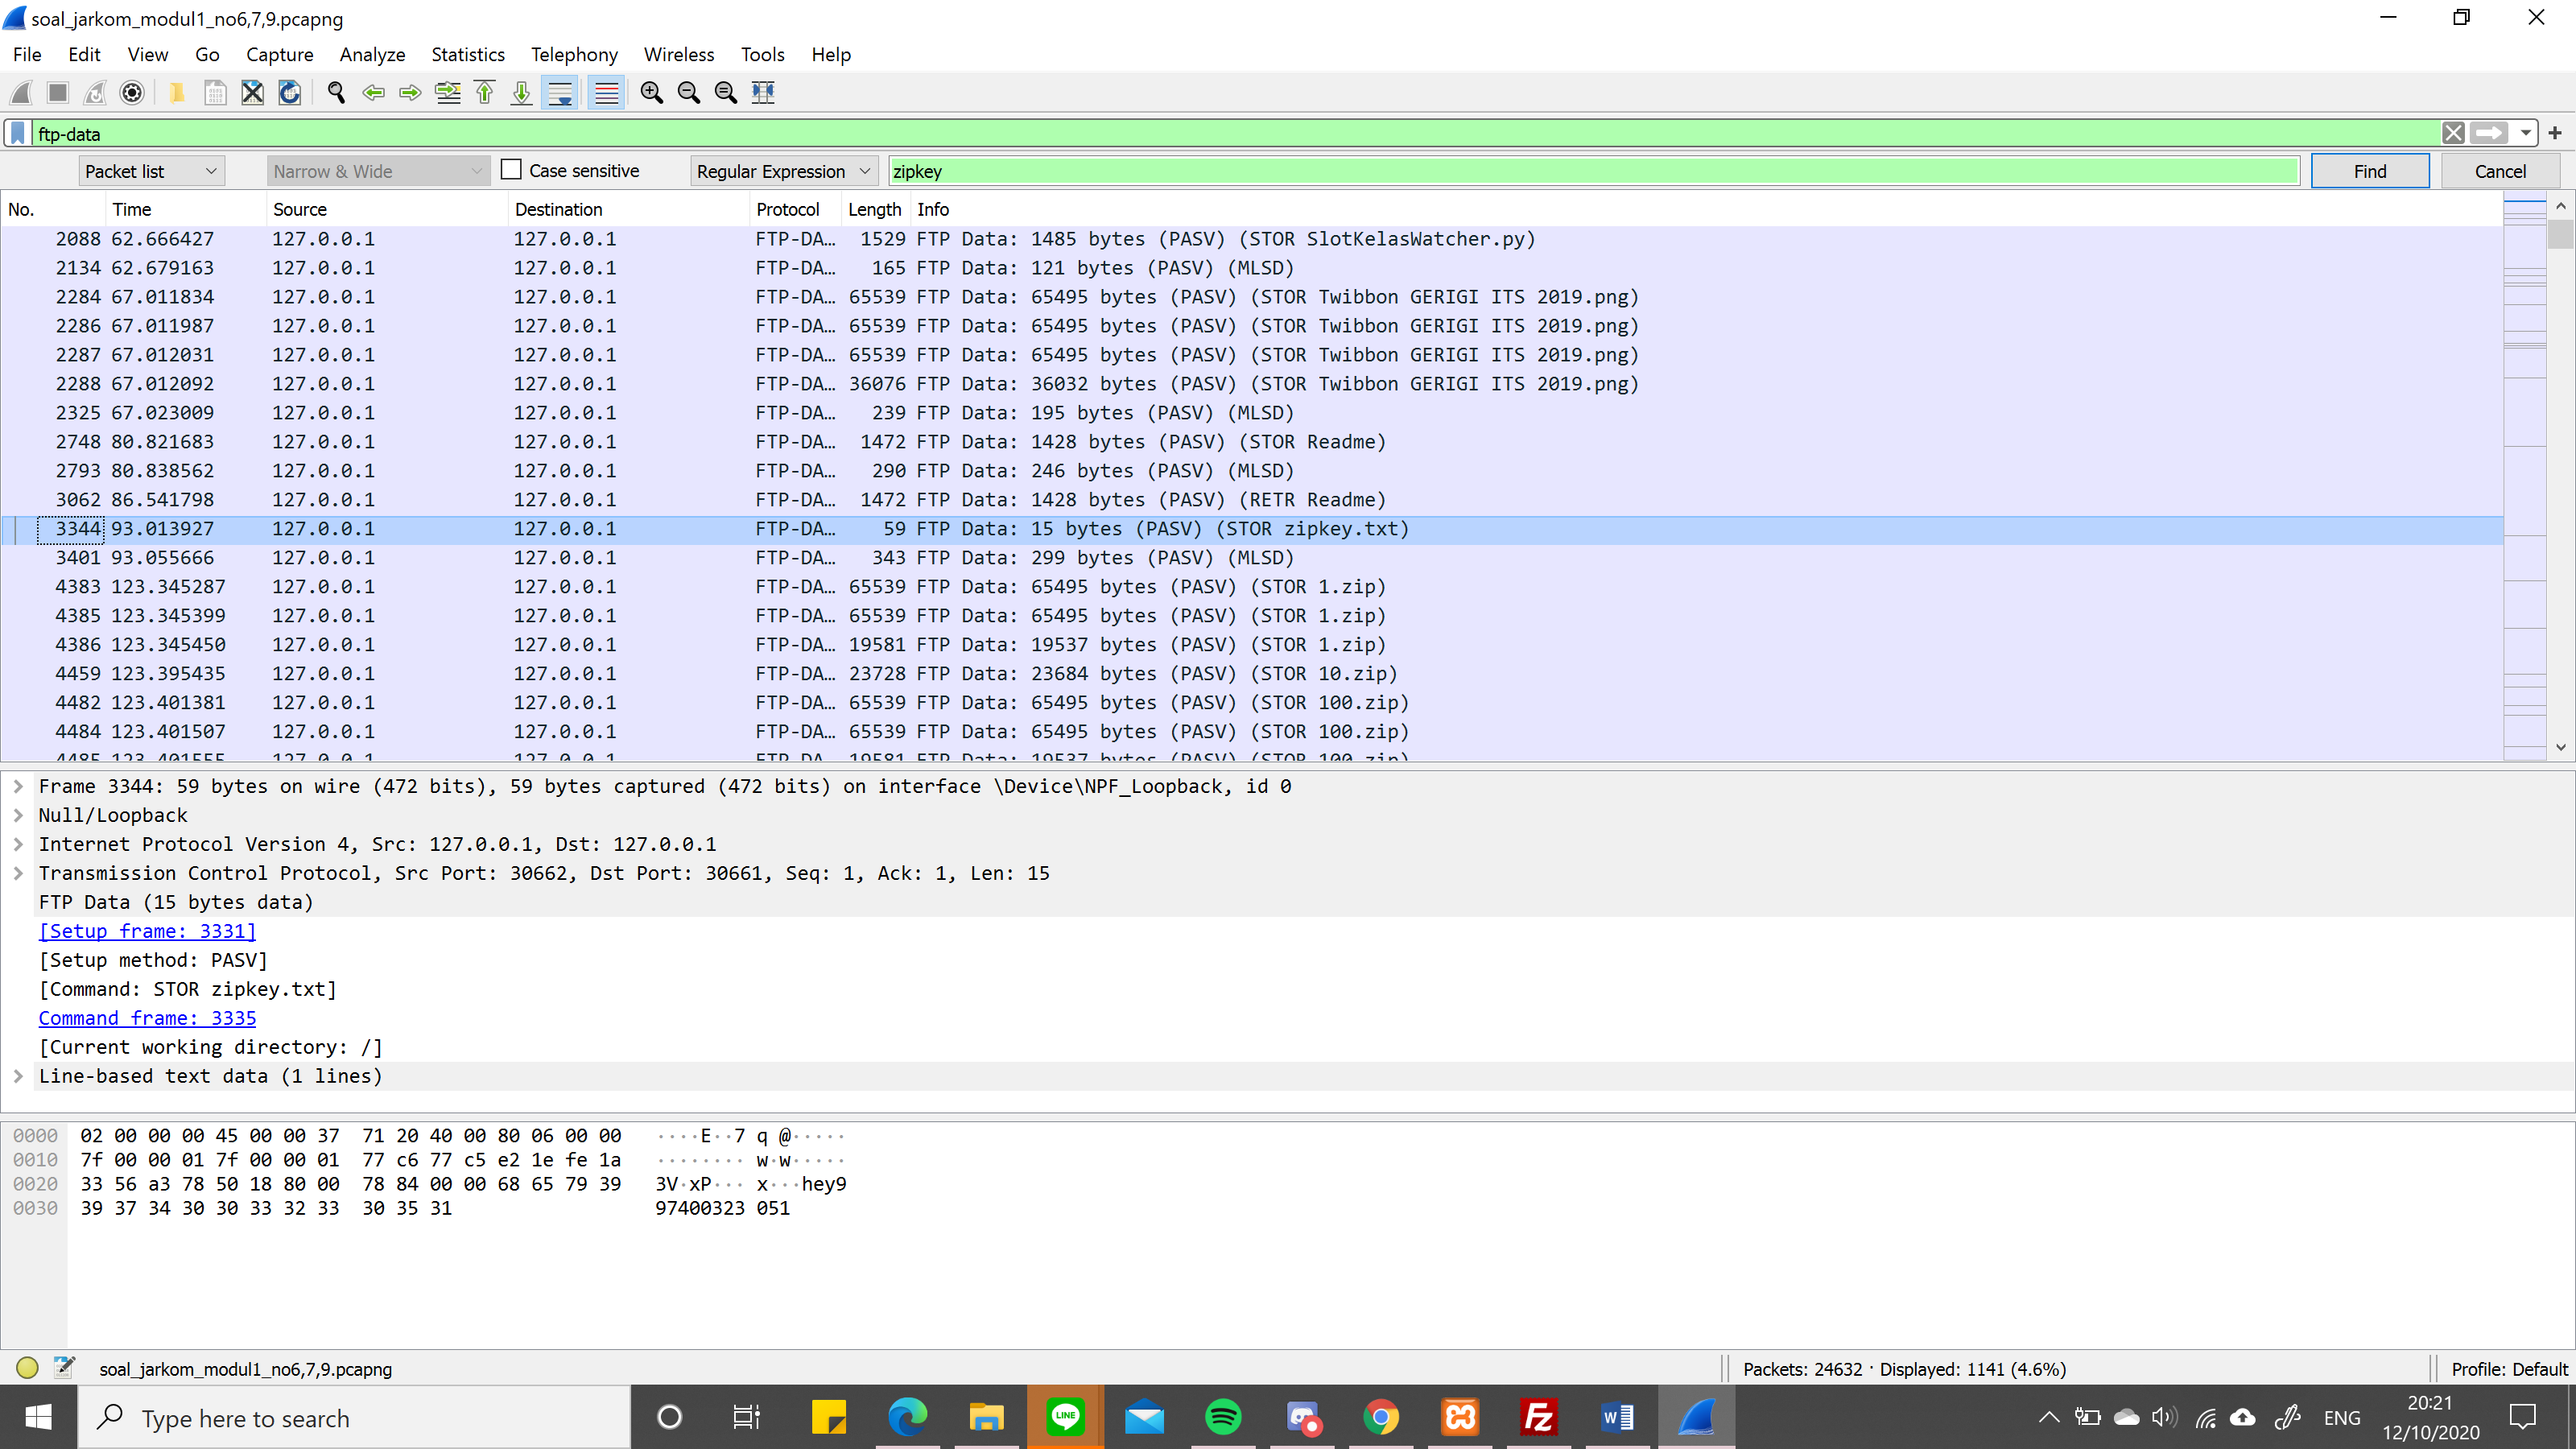 soal_jarkom_modul1_no6,7,9.pcapng
File Edit View Go Capture Analyze Statistics Telephony Wireless Tools Help
ftp-data
Packet list Narrow & Wide Case sensitive Regular Expression zipkey Find Cancel
No. Time Source Destination Protocol Length Info
2088 62.666427 127.0.0.1 127.0.0.1 FTP-DA… 1529 FTP Data: 1485 bytes (PASV) (STOR SlotKelasWatcher.py)
2134 62.679163 127.0.0.1 127.0.0.1 FTP-DA… 165 FTP Data: 121 bytes (PASV) (MLSD)
2284 67.011834 127.0.0.1 127.0.0.1 FTP-DA… 65539 FTP Data: 65495 bytes (PASV) (STOR Twibbon GERIGI ITS 2019.png)
2286 67.011987 127.0.0.1 127.0.0.1 FTP-DA… 65539 FTP Data: 65495 bytes (PASV) (STOR Twibbon GERIGI ITS 2019.png)
2287 67.012031 127.0.0.1 127.0.0.1 FTP-DA… 65539 FTP Data: 65495 bytes (PASV) (STOR Twibbon GERIGI ITS 2019.png)
2288 67.012092 127.0.0.1 127.0.0.1 FTP-DA… 36076 FTP Data: 36032 bytes (PASV) (STOR Twibbon GERIGI ITS 2019.png)
2325 67.023009 127.0.0.1 127.0.0.1 FTP-DA… 239 FTP Data: 195 bytes (PASV) (MLSD)
2748 80.821683 127.0.0.1 127.0.0.1 FTP-DA… 1472 FTP Data: 1428 bytes (PASV) (STOR Readme)
2793 80.838562 127.0.0.1 127.0.0.1 FTP-DA… 290 FTP Data: 246 bytes (PASV) (MLSD)
3062 86.541798 127.0.0.1 127.0.0.1 FTP-DA… 1472 FTP Data: 1428 bytes (PASV) (RETR Readme)
3344 93.013927 127.0.0.1 127.0.0.1 FTP-DA… 59 FTP Data: 15 bytes (PASV) (STOR zipkey.txt)
3401 93.055666 127.0.0.1 127.0.0.1 FTP-DA… 343 FTP Data: 299 bytes (PASV) (MLSD)
4383 123.345287 127.0.0.1 127.0.0.1 FTP-DA… 65539 FTP Data: 65495 bytes (PASV) (STOR 1.zip)
4385 123.345399 127.0.0.1 127.0.0.1 FTP-DA… 65539 FTP Data: 65495 bytes (PASV) (STOR 1.zip)
4386 123.345450 127.0.0.1 127.0.0.1 FTP-DA… 19581 FTP Data: 19537 bytes (PASV) (STOR 1.zip)
4459 123.395435 127.0.0.1 127.0.0.1 FTP-DA… 23728 FTP Data: 23684 bytes (PASV) (STOR 10.zip)
4482 123.401381 127.0.0.1 127.0.0.1 FTP-DA… 65539 FTP Data: 65495 bytes (PASV) (STOR 100.zip)
4484 123.401507 127.0.0.1 127.0.0.1 FTP-DA… 65539 FTP Data: 65495 bytes (PASV) (STOR 100.zip)
4485 123.401555 127.0.0.1 127.0.0.1 FTP-DA… 19581 FTP Data: 19537 bytes (PASV) (STOR 100.zip)
Frame 3344: 59 bytes on wire (472 bits), 59 bytes captured (472 bits) on interface \Device\NPF_Loopback, id 0
Null/Loopback
Internet Protocol Version 4, Src: 127.0.0.1, Dst: 127.0.0.1
Transmission Control Protocol, Src Port: 30662, Dst Port: 30661, Seq: 1, Ack: 1, Len: 15
FTP Data (15 bytes data)
[Setup frame: 3331]
[Setup method: PASV]
[Command: STOR zipkey.txt]
Command frame: 3335
[Current working directory: /]
Line-based text data (1 lines)
0000 02 00 00 00 45 00 00 37 71 20 40 00 80 06 00 00 ····E··7 q @·····
0010 7f 00 00 01 7f 00 00 01 77 c6 77 c5 e2 1e fe 1a ········ w·w·····
0020 33 56 a3 78 50 18 80 00 78 84 00 00 68 65 79 39 3V·xP··· x···hey9
0030 39 37 34 30 30 33 32 33 30 35 31 97400323 051
soal_jarkom_modul1_no6,7,9.pcapng Packets: 24632 · Displayed: 1141 (4.6%) Profile: Default
Type here to search LINE ENG 20:21
12/10/2020